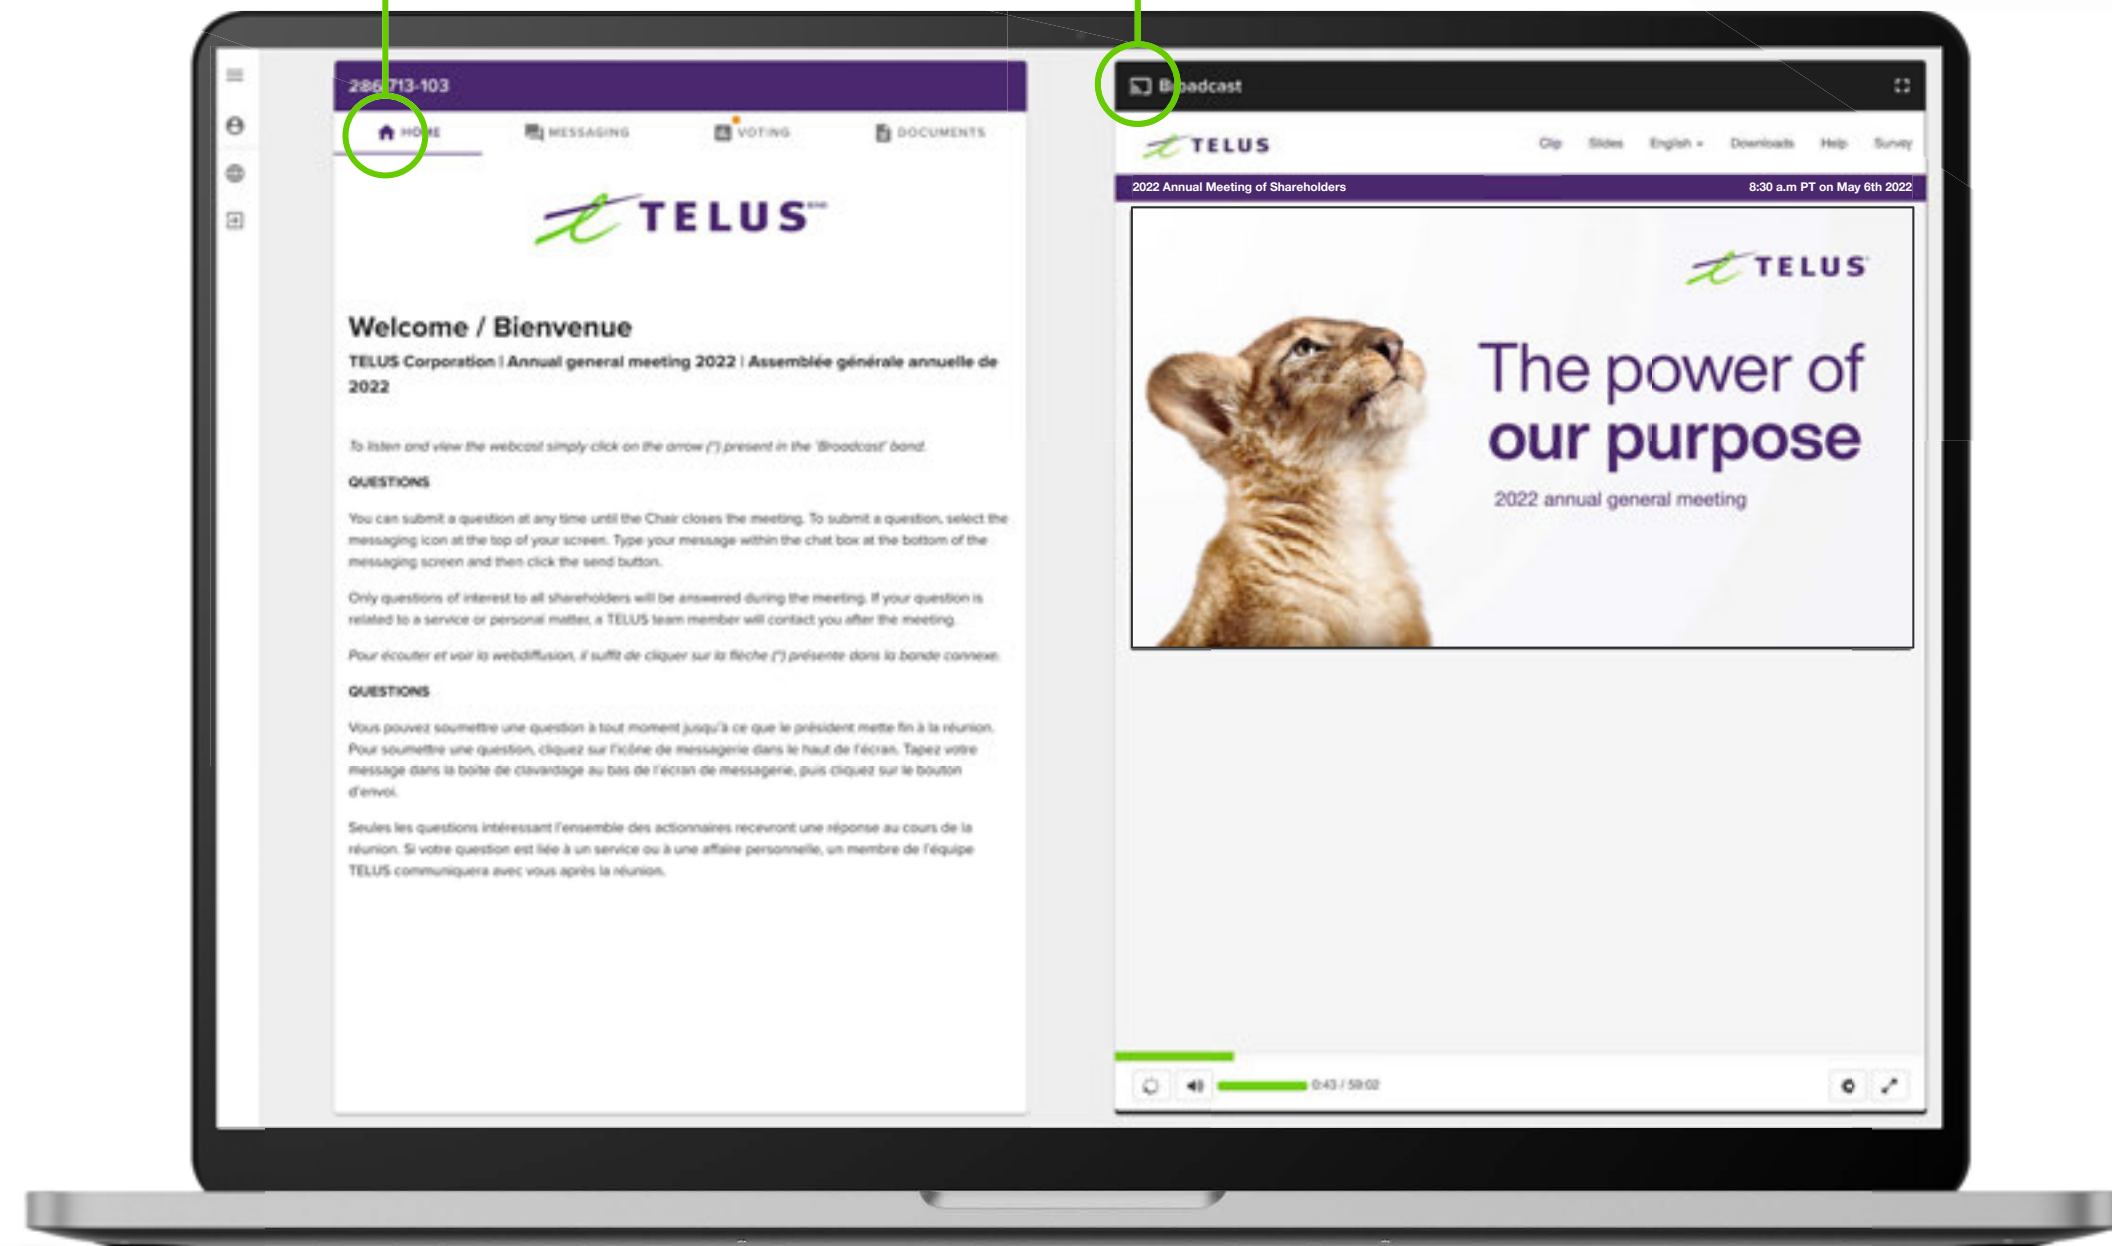 286-713-103
HOME
MESSAGING
VOTING
DOCUMENTS
TELUS
Welcome / Bienvenue
TELUS Corporation | Annual general meeting 2022 | Assemblée générale annuelle de
2022
To listen and view the webcast simply click on the arrow (*) present in the 'Broadcast' band.
QUESTIONS
You can submit a question at any time until the Chair closes the meeting. To submit a question, select the
messaging icon at the top of your screen. Type your message within the chat box at the bottom of the
messaging screen and then click the send button.
Only questions of interest to all shareholders will be answered during the meeting. If your question is
related to a service or personal matter, a TELUS team member will contact you after the meeting.
Pour écouter et voir la webdiffusion, il suffit de cliquer sur la flèche (*) présente dans la bande connexe.
QUESTIONS
Vous pouvez soumettre une question à tout moment jusqu'à ce que le président mette fin à la réunion.
Pour soumettre une question, cliquez sur l'icône de messagerie dans le haut de l'écran. Tapez votre
message dans la boîte de clavardage au bas de l'écran de messagerie, puis cliquez sur le bouton
d'envoi.
Seules les questions intéressant l'ensemble des actionnaires recevront une réponse au cours de la
réunion. Si votre question est liée à un service ou à une affaire personnelle, un membre de l'équipe
TELUS communiquera avec vous après la réunion.
Broadcast
TELUS
Clip
Slides
English
Downloads
Help
Survey
2022 Annual Meeting of Shareholders
8:30 a.m PT on May 6th 2022
TELUS
The power of
our purpose
2022 annual general meeting
0:43 / 59:02